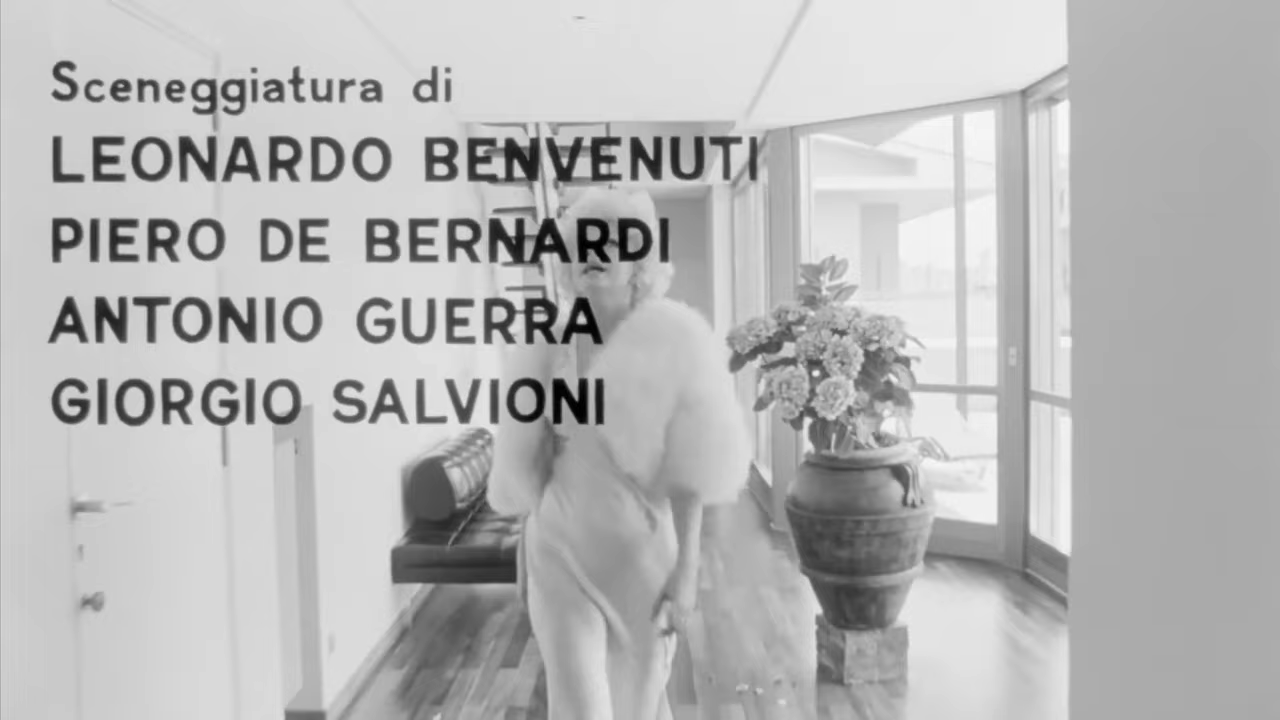 Sceneggiatura di
LEONARDO BENVENUTI
PIERO DE BERNARDI
ANTONIO GUERRA
GIORGIO SALVIONI